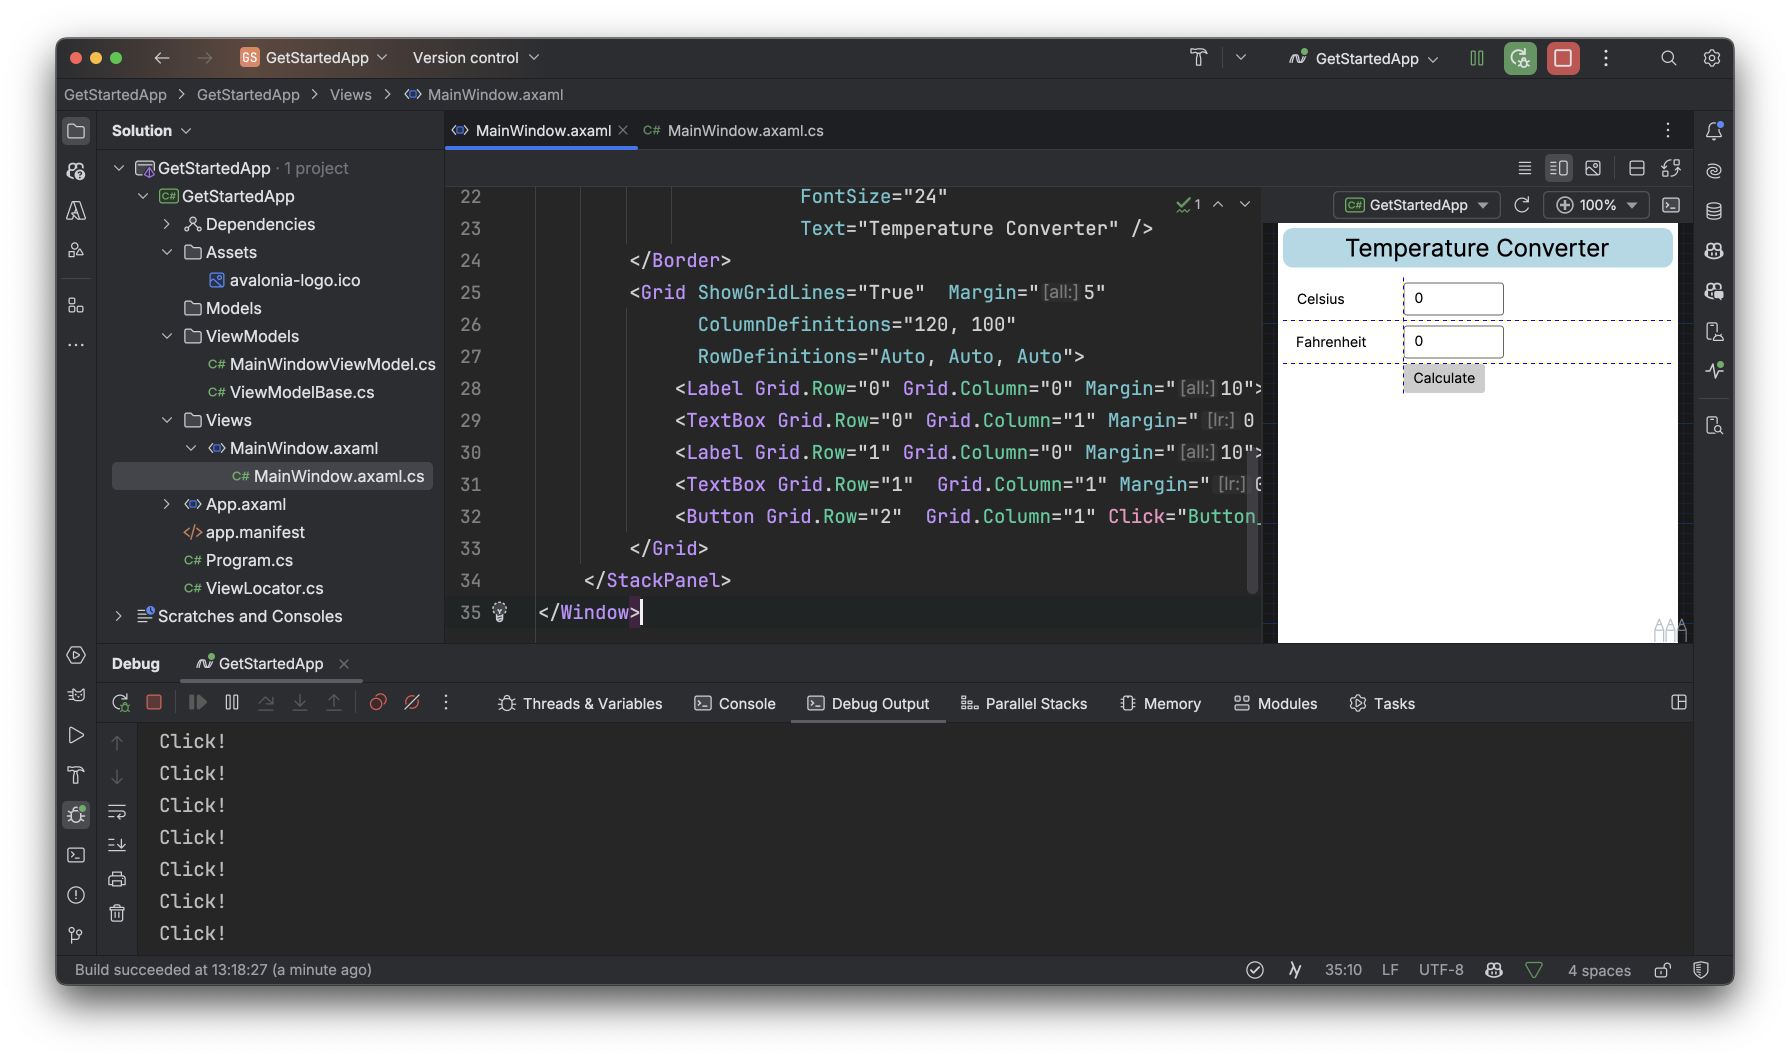 GS GetStartedApp Version control GetStartedApp
GetStartedApp GetStartedApp Views MainWindow.axaml
Solution
GetStartedApp · 1 project
C# GetStartedApp
Dependencies
Assets
avalonia-logo.ico
Models
ViewModels
C# MainWindowViewModel.cs
C# ViewModelBase.cs
Views
MainWindow.axaml
C# MainWindow.axaml.cs
App.axaml
</> app.manifest
C# Program.cs
C# ViewLocator.cs
Scratches and Consoles
MainWindow.axaml C# MainWindow.axaml.cs
22 FontSize="24"
23 Text="Temperature Converter" />
24 </Border>
25 <Grid ShowGridLines="True"  Margin="[all:]5"
26 ColumnDefinitions="120, 100"
27 RowDefinitions="Auto, Auto, Auto">
28 <Label Grid.Row="0" Grid.Column="0" Margin="[all:]10">
29 <TextBox Grid.Row="0" Grid.Column="1" Margin="[lr:]0
30 <Label Grid.Row="1" Grid.Column="0" Margin="[all:]10">
31 <TextBox Grid.Row="1"  Grid.Column="1" Margin="[lr:]0
32 <Button Grid.Row="2"  Grid.Column="1" Click="Button_
33 </Grid>
34 </StackPanel>
35 </Window>
1
C# GetStartedApp 100%
Temperature Converter
Celsius 0
Fahrenheit 0
Calculate
Debug GetStartedApp
Threads & Variables Console Debug Output Parallel Stacks Memory Modules Tasks
Click!
Click!
Click!
Click!
Click!
Click!
Click!
Build succeeded at 13:18:27 (a minute ago) 35:10 LF UTF-8 4 spaces